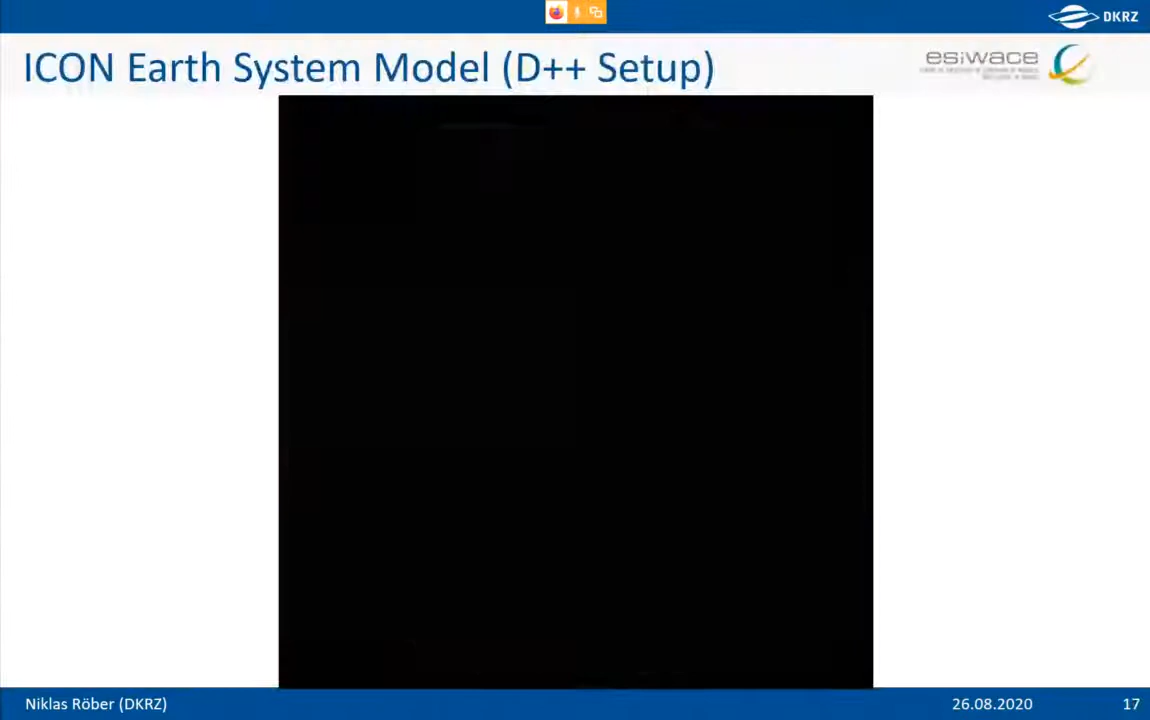 DKRZ
ICON Earth System Model (D++ Setup)
esiwace
Niklas Röber (DKRZ)
26.08.2020
17